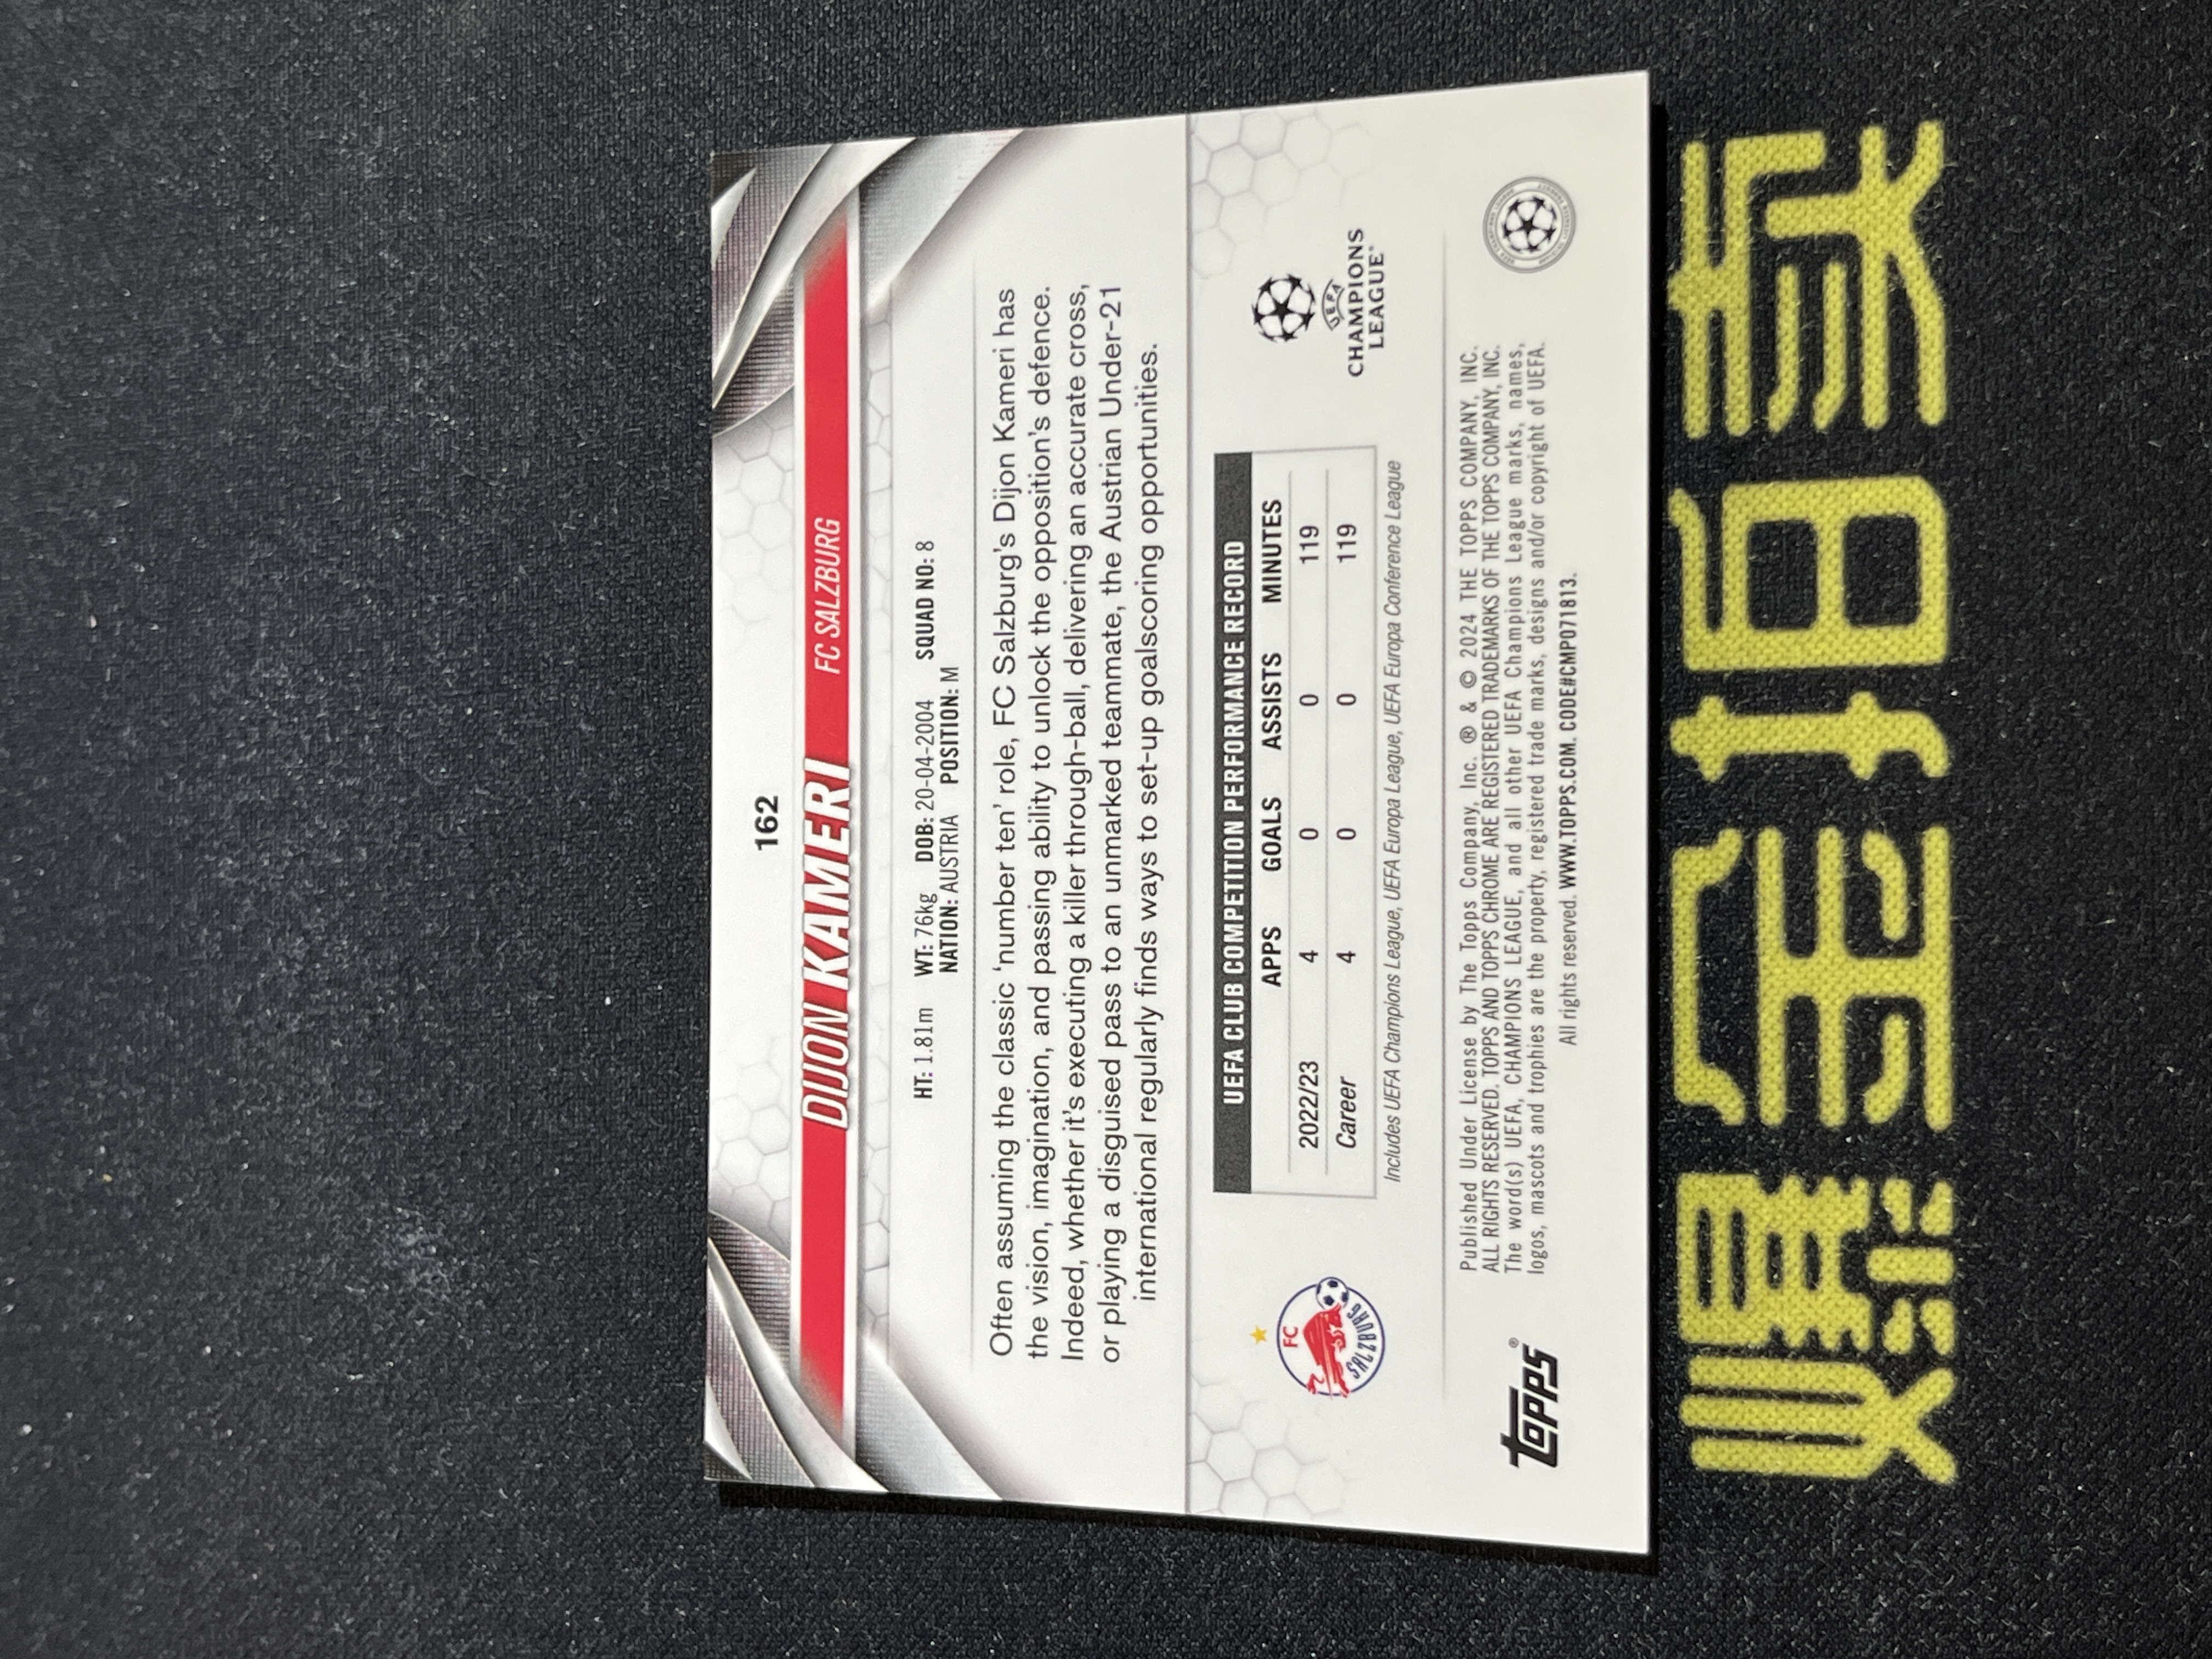 162
DIJON KAMERI FC SALZBURG
HT: 1.81m WT: 76kg DOB: 20-04-2004 SQUAD NO: 8
NATION: AUSTRIA POSITION: M
Often assuming the classic ‘number ten’ role, FC Salzburg’s Dijon Kameri has
the vision, imagination, and passing ability to unlock the opposition’s defence.
Indeed, whether it’s executing a killer through-ball, delivering an accurate cross,
or playing a disguised pass to an unmarked teammate, the Austrian Under-21
international regularly finds ways to set-up goalscoring opportunities.
UEFA CLUB COMPETITION PERFORMANCE RECORD
APPS GOALS ASSISTS MINUTES
2022/23 4 0 0 119
Career 4 0 0 119
Includes UEFA Champions League, UEFA Europa League, UEFA Europa Conference League
FC
SALZBURG
UEFA
CHAMPIONS
LEAGUE®
Published Under License by The Topps Company, Inc. ® & © 2024 THE TOPPS COMPANY, INC.
ALL RIGHTS RESERVED. TOPPS AND TOPPS CHROME ARE REGISTERED TRADEMARKS OF THE TOPPS COMPANY, INC.
The word(s) UEFA, CHAMPIONS LEAGUE, and all other UEFA Champions League marks, names,
logos, mascots and trophies are the property, registered trade marks, designs and/or copyright of UEFA.
All rights reserved. WWW.TOPPS.COM. CODE#CMP071813.
topps®
爆宝拍家